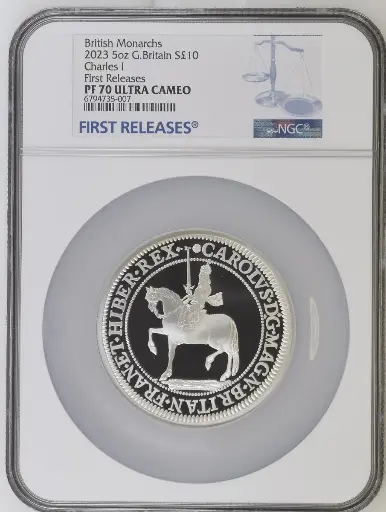 British Monarchs
2023 5oz G.Britain S£10
Charles I
First Releases
PF 70 ULTRA CAMEO
6794735-007
FIRST RELEASES®
NGC®
CAROLVS·D:G:MAG·N·BRITAN·FRAN·ET·HIBER·REX·